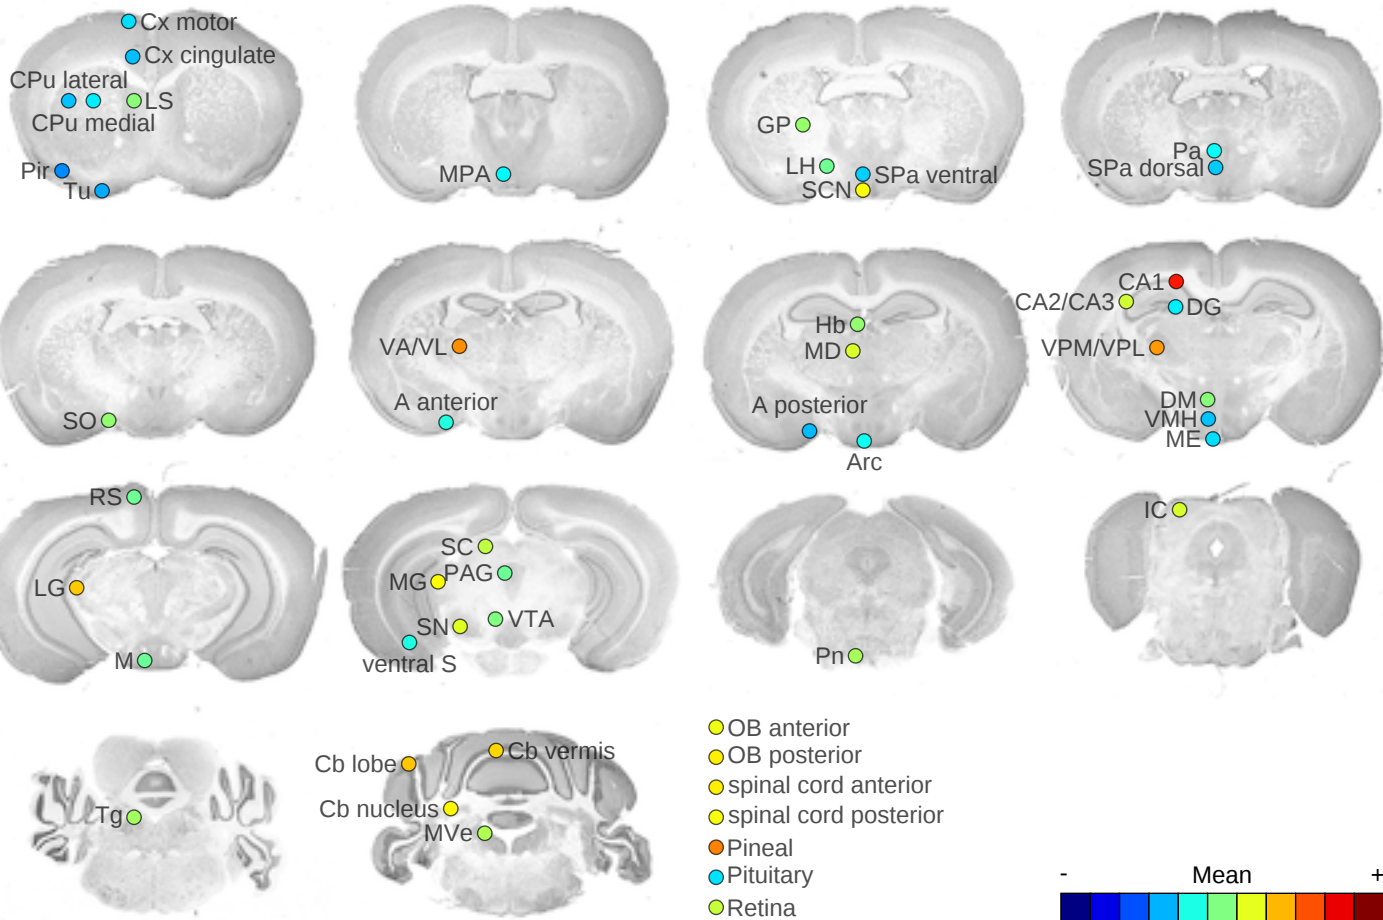 Cx motor
Cx cingulate
CPu lateral
LS
CPu medial
Pir
Tu
MPA
GP
LH
SPa ventral
SCN
Pa
SPa dorsal
SO
VA/VL
A anterior
Hb
MD
A posterior
Arc
CA1
CA2/CA3
DG
VPM/VPL
DM
VMH
ME
RS
LG
M
SC
PAG
MG
SN
VTA
ventral S
Pn
IC
Tg
Cb lobe
Cb vermis
Cb nucleus
MVe
OB anterior
OB posterior
spinal cord anterior
spinal cord posterior
Pineal
Pituitary
Retina
- Mean +